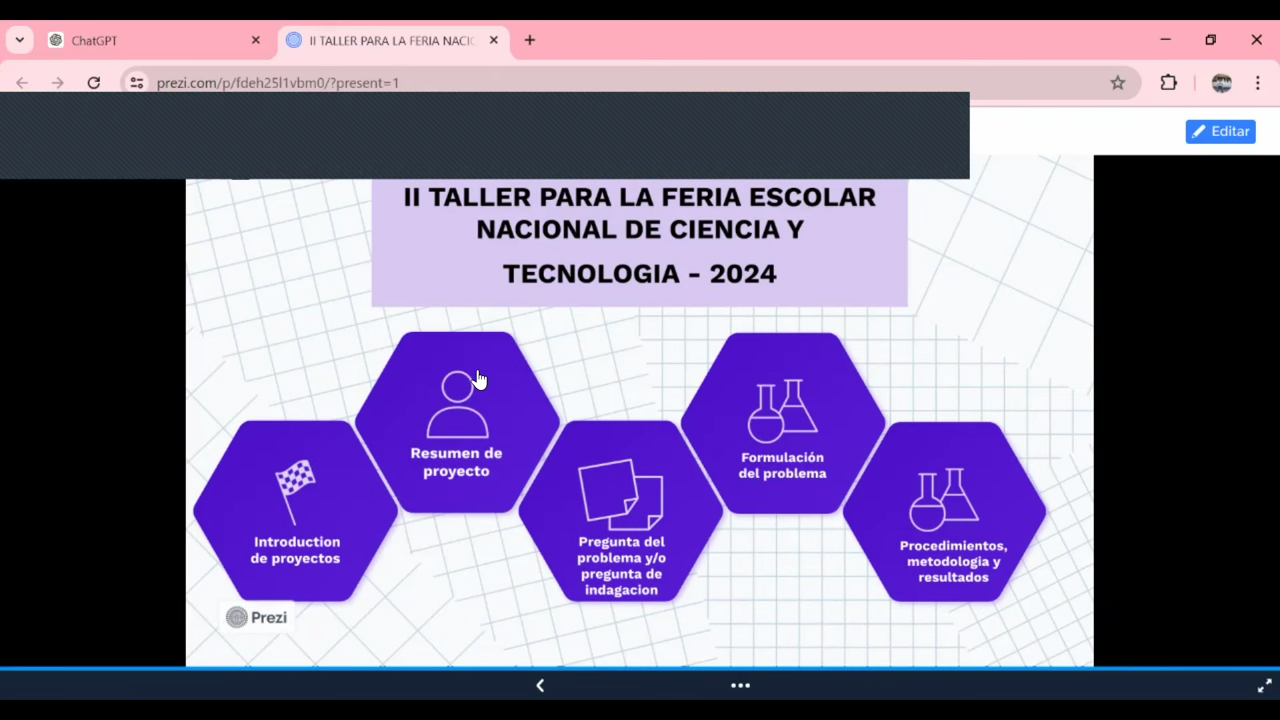 ChatGPT
II TALLER PARA LA FERIA NACIO
prezi.com/p/fdeh25l1vbm0/?present=1
Editar
II TALLER PARA LA FERIA ESCOLAR
NACIONAL DE CIENCIA Y
TECNOLOGIA - 2024
Introduction
de proyectos
Resumen de
proyecto
Pregunta del
problema y/o
pregunta de
indagacion
Formulación
del problema
Procedimientos,
metodologia y
resultados
Prezi